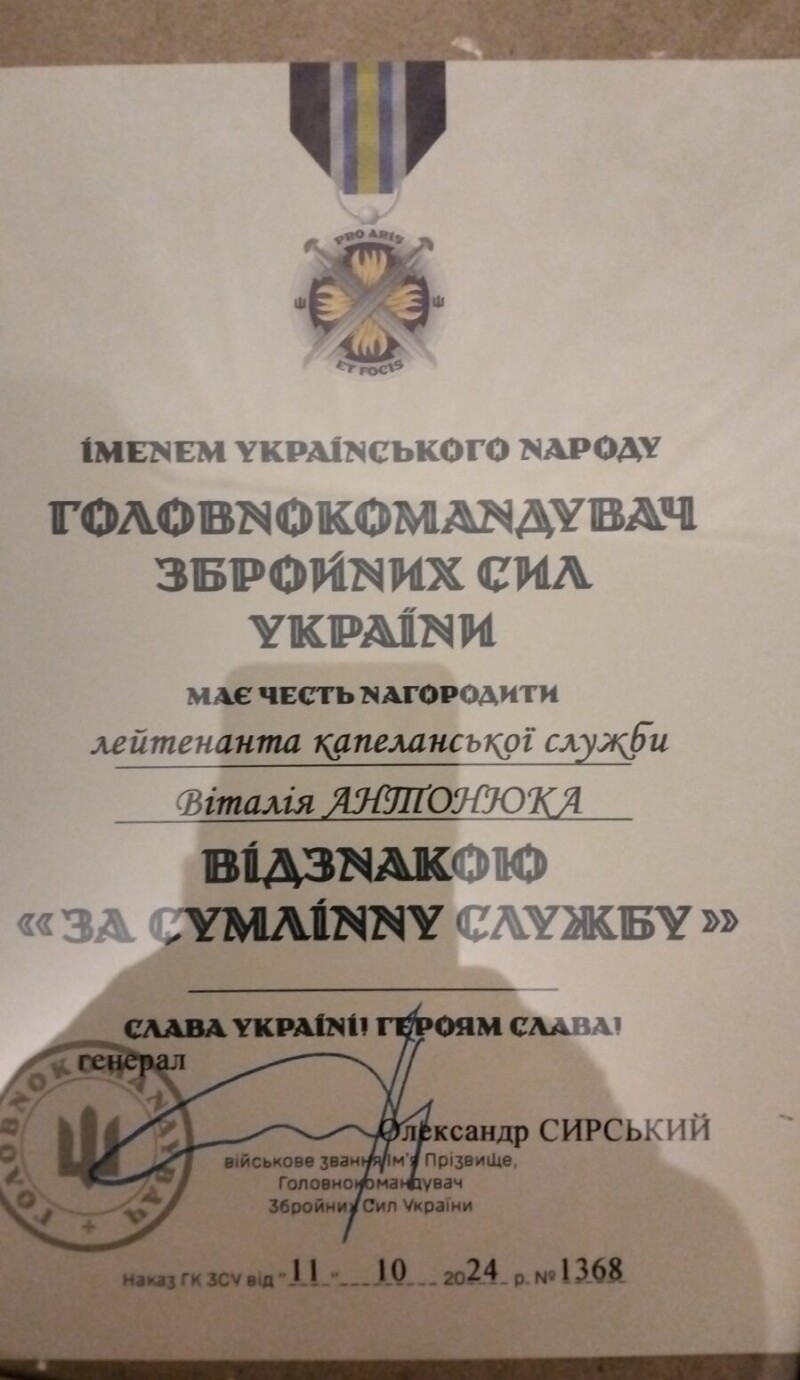 PRO ARIS
ET FOCIS
ІМЕНЕМ УКРАЇНСЬКОГО НАРОДУ
ГОЛОВНОКОМАНДУВАЧ
ЗБРОЙНИХ СИЛ
УКРАЇНИ
МАЄ ЧЕСТЬ НАГОРОДИТИ
лейтенанта капеланської служби
Віталія АНТОНЮКА
ВІДЗНАКОЮ
«ЗА СУМЛІННУ СЛУЖБУ»
СЛАВА УКРАЇНІ! ГЕРОЯМ СЛАВА!
генерал
ГОЛОВНОКОМАНДУВАЧ
Олександр СИРСЬКИЙ
військове звання, Ім'я Прізвище,
Головнокомандувач
Збройних Сил України
Наказ ГК ЗСУ від "11" 10 2024 р. № 1368